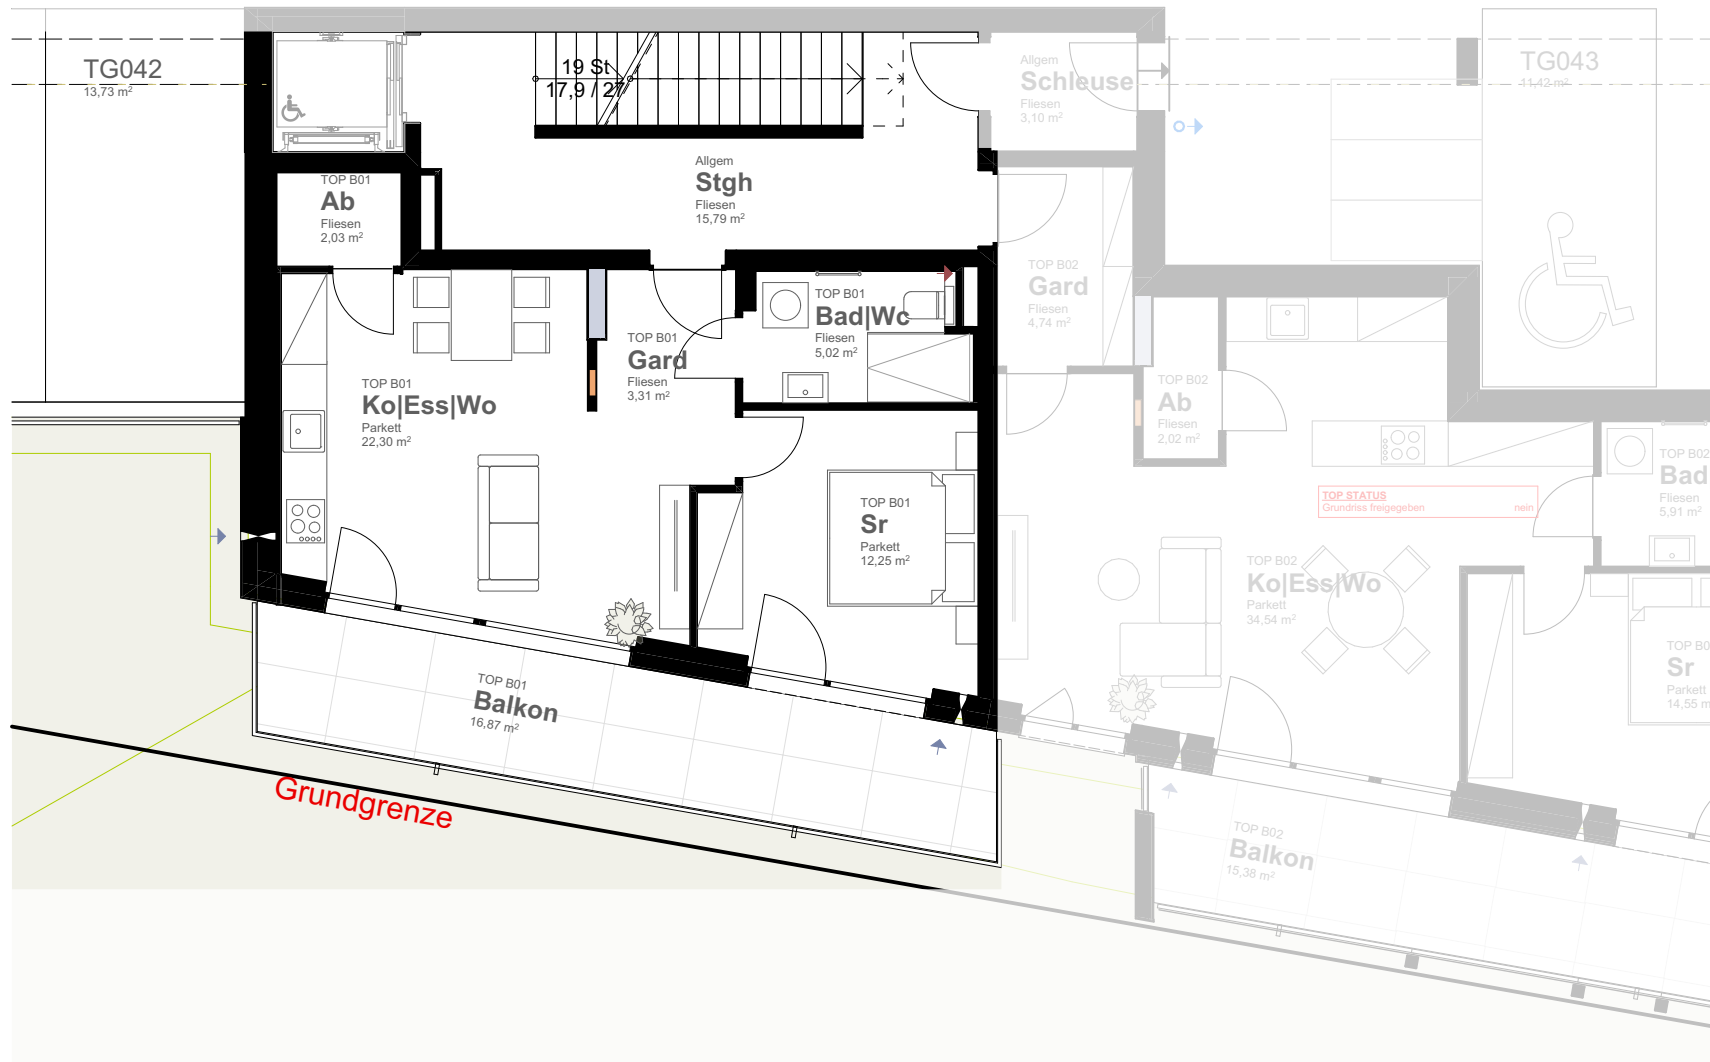 TG042
13,73 m²
19 St
17,9 / 27
Allgem
Schleuse
Fliesen
3,10 m²
TG043
11,42 m²
TOP B01
Ab
Fliesen
2,03 m²
Allgem
Stgh
Fliesen
15,79 m²
TOP B02
Gard
Fliesen
4,74 m²
TOP B01
Bad|Wc
Fliesen
5,02 m²
TOP B01
Gard
Fliesen
3,31 m²
TOP B01
Ko|Ess|Wo
Parkett
22,30 m²
TOP B02
Ab
Fliesen
2,02 m²
TOP B02
Bad
Fliesen
5,91 m²
TOP STATUS
Grundriss freigegeben nein
TOP B01
Sr
Parkett
12,25 m²
TOP B02
Ko|Ess|Wo
Parkett
34,54 m²
TOP B0
Sr
Parkett
14,55 m
TOP B01
Balkon
16,87 m²
Grundgrenze
TOP B02
Balkon
15,38 m²